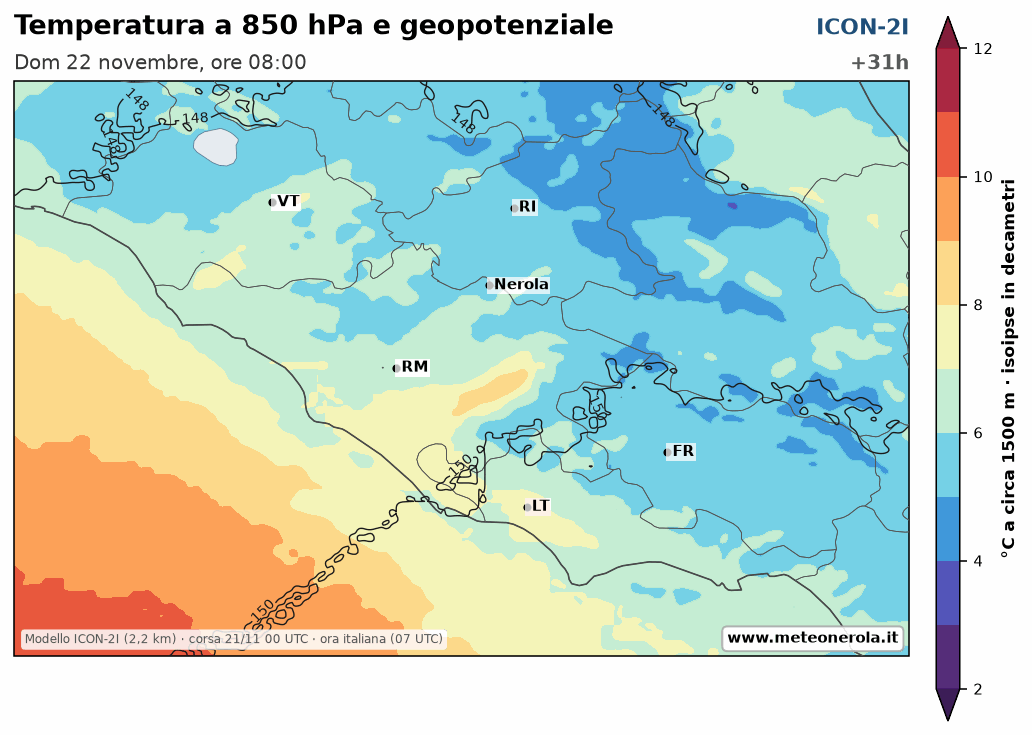 Temperatura a 850 hPa e geopotenziale
ICON-2I
Dom 22 novembre, ore 08:00
+31h
148
148
148
148
148
VT
RI
Nerola
RM
FR
LT
150
150
150
12
10
8
6
4
2
°C a circa 1500 m · isoipse in decametri
Modello ICON-2I (2,2 km) · corsa 21/11 00 UTC · ora italiana (07 UTC)
www.meteonerola.it